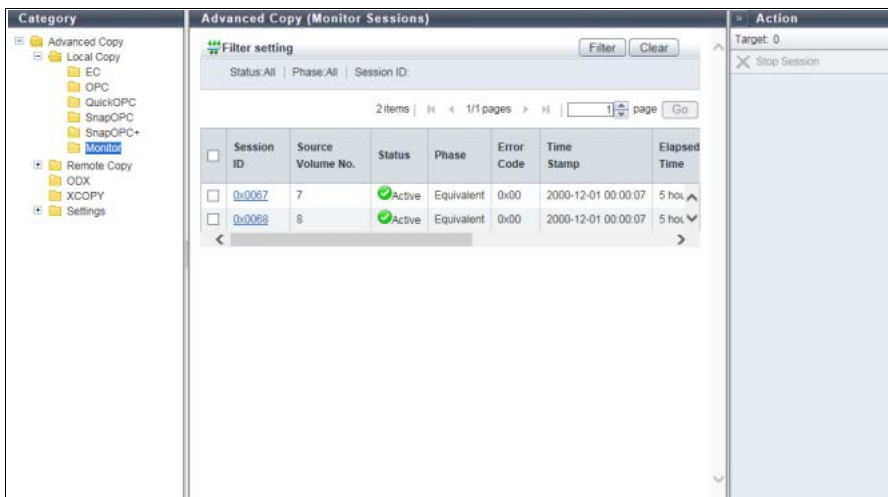 Category
Advanced Copy
Local Copy
EC
OPC
QuickOPC
SnapOPC
SnapOPC+
Monitor
Remote Copy
ODX
XCOPY
Settings
Advanced Copy (Monitor Sessions)
Filter setting
Filter Clear
Status:All | Phase:All | Session ID:
2 items | 1/1 pages | 1 page Go
Session ID Source Volume No. Status Phase Error Code Time Stamp Elapsed Time
0x0067 7 Active Equivalent 0x00 2000-12-01 00:00:07 5 hou
0x0068 8 Active Equivalent 0x00 2000-12-01 00:00:07 5 hou
» Action
Target: 0
Stop Session